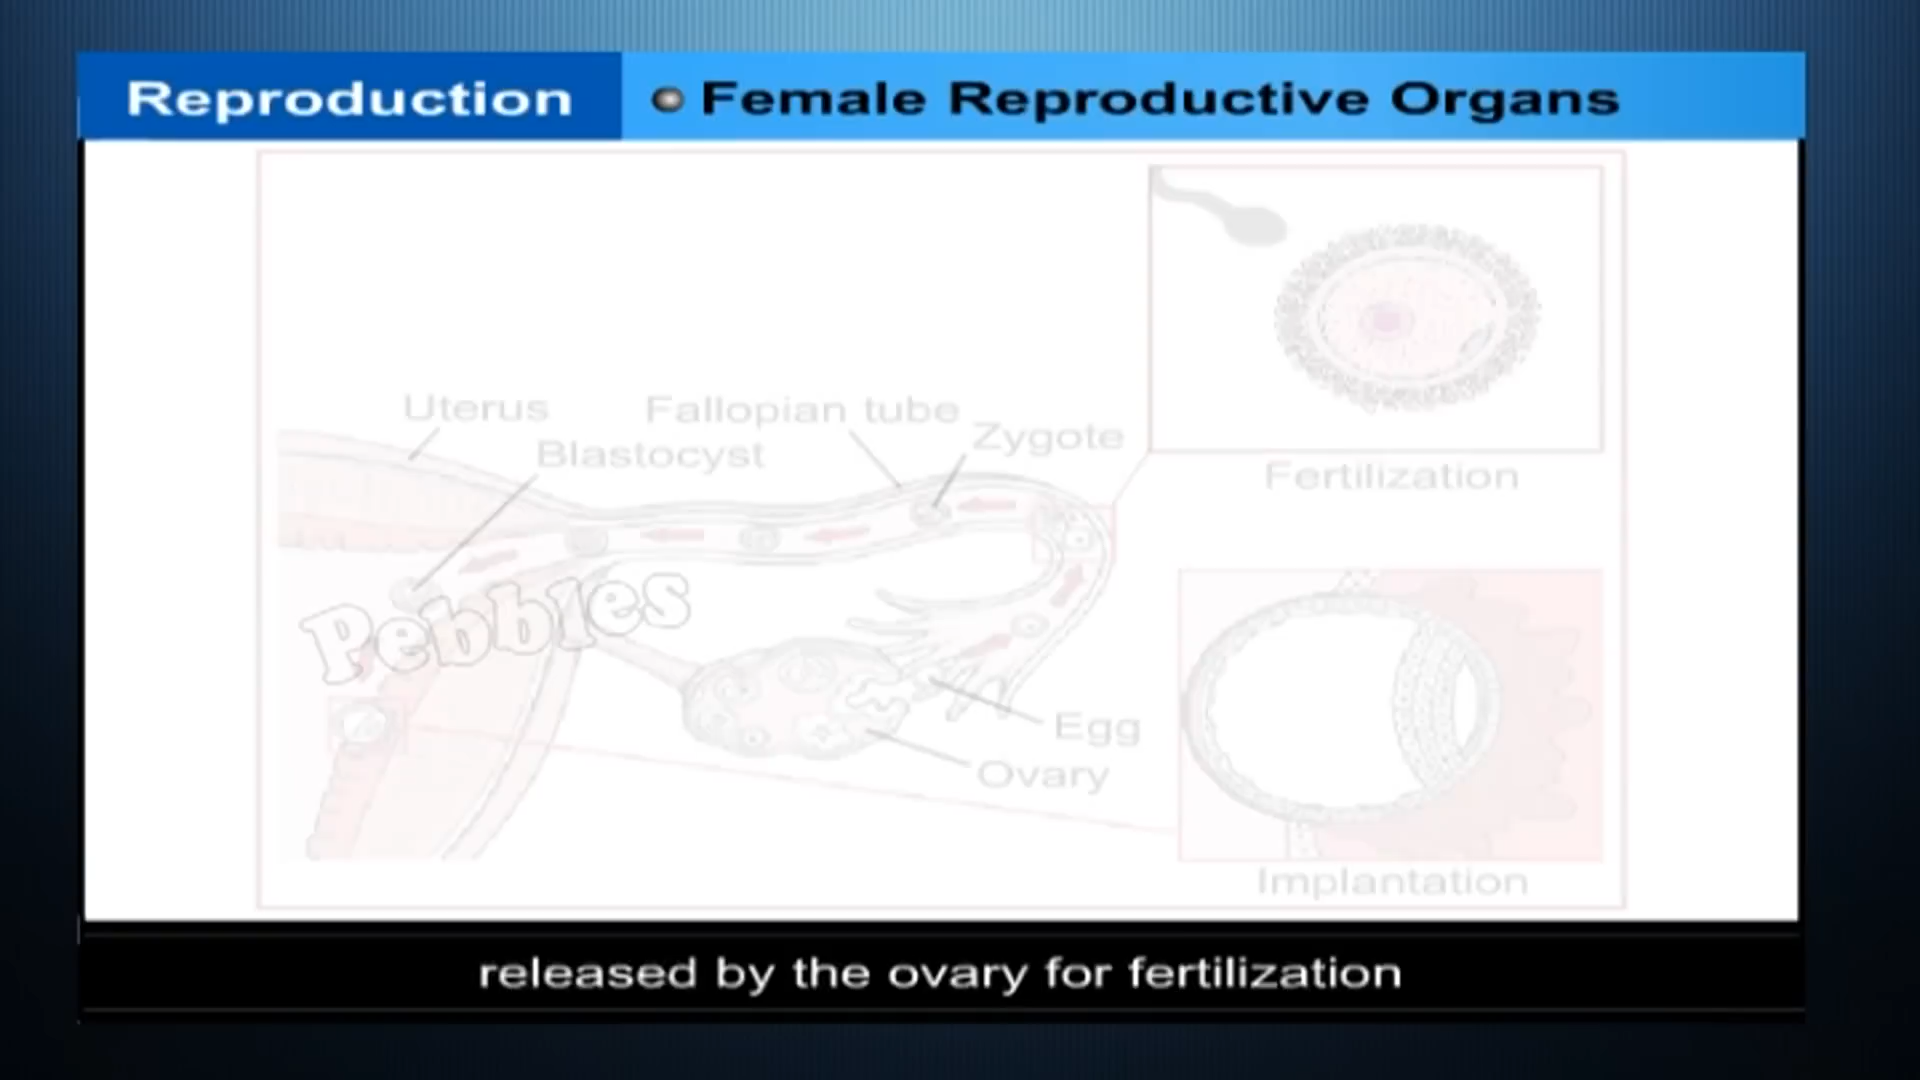 Reproduction
Female Reproductive Organs
Uterus
Fallopian tube
Blastocyst
Zygote
Fertilization
Pebbles
Egg
Ovary
Implantation
released by the ovary for fertilization